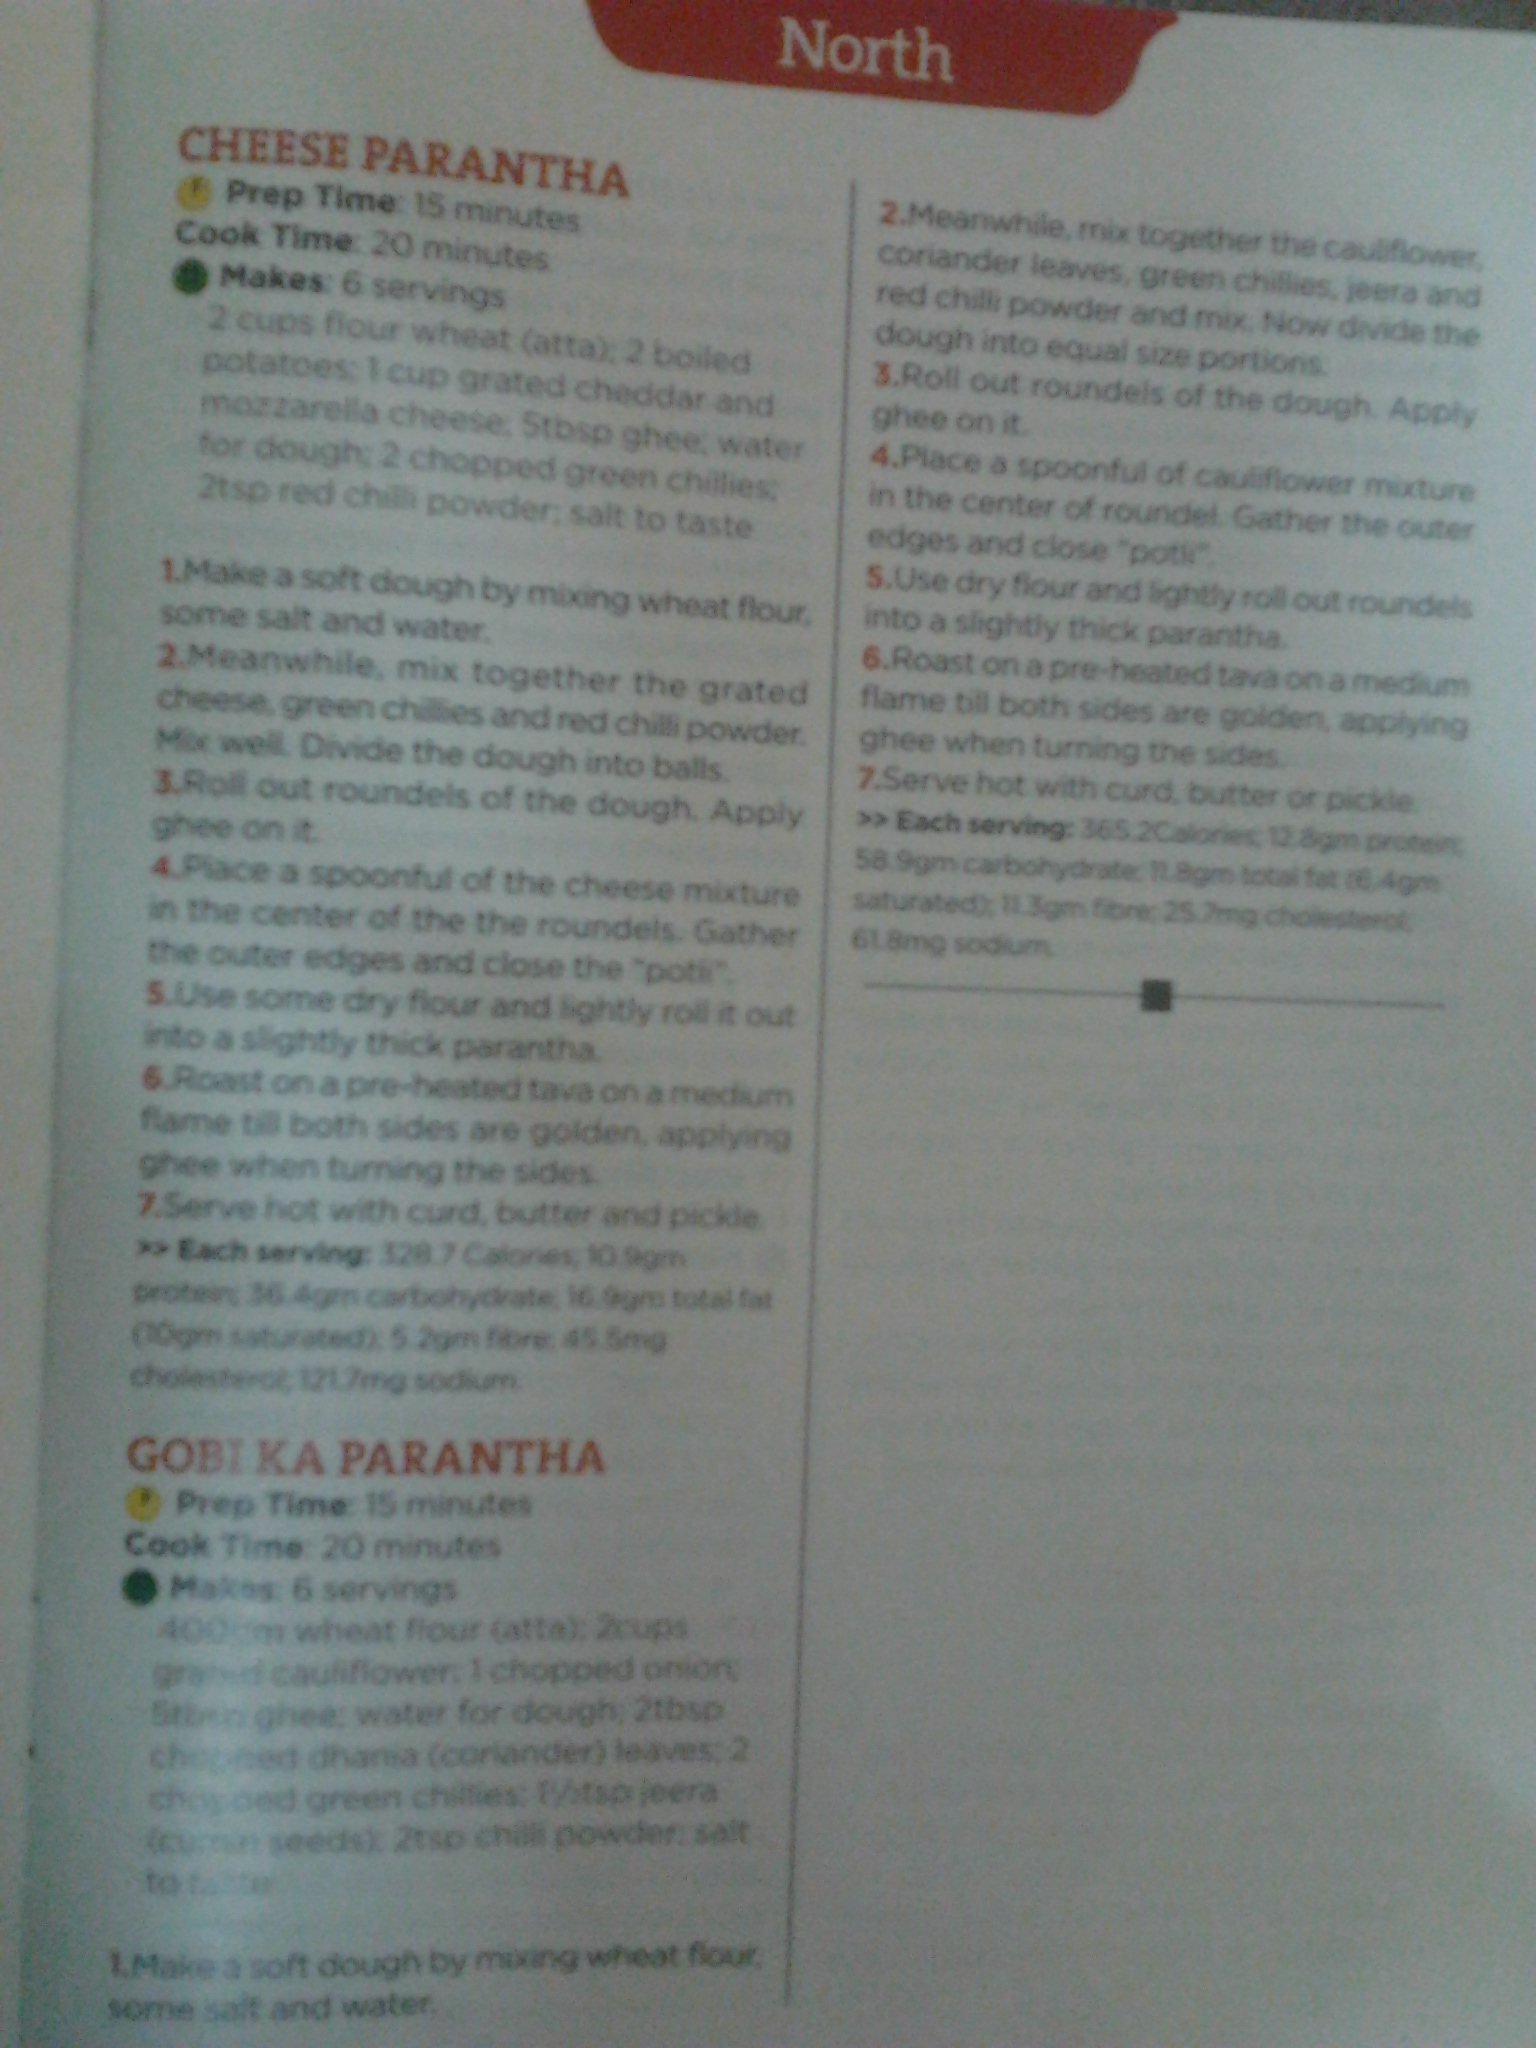 North
CHEESE PARANTHA
Prep Time: 15 minutes
Cook Time: 20 minutes
Makes: 6 servings
2 cups flour wheat (atta); 2 boiled
potatoes; 1 cup grated cheddar and
mozzarella cheese; 5tbsp ghee; water
for dough; 2 chopped green chillies;
2tsp red chilli powder; salt to taste
1.Make a soft dough by mixing wheat flour,
some salt and water.
2.Meanwhile, mix together the grated
cheese, green chillies and red chilli powder.
Mix well. Divide the dough into balls.
3.Roll out roundels of the dough. Apply
ghee on it.
4.Place a spoonful of the cheese mixture
in the center of the the roundels. Gather
the outer edges and close the "potli".
5.Use some dry flour and lightly roll it out
into a slightly thick parantha.
6.Roast on a pre-heated tava on a medium
flame till both sides are golden, applying
ghee when turning the sides.
7.Serve hot with curd, butter and pickle.
>> Each serving: 328.7 Calories; 10.9gm
protein; 36.4gm carbohydrate; 16.9gm total fat
(10gm saturated); 5.2gm fibre; 45.5mg
cholesterol; 121.7mg sodium.
GOBI KA PARANTHA
Prep Time: 15 minutes
Cook Time: 20 minutes
Makes: 6 servings
400gm wheat flour (atta); 2cups
grated cauliflower; 1 chopped onion;
5tbsp ghee; water for dough; 2tbsp
chopped dhania (coriander) leaves; 2
chopped green chillies; 1½tsp jeera
(cumin seeds); 2tsp chilli powder; salt
to taste
1.Make a soft dough by mixing wheat flour,
some salt and water.
2.Meanwhile, mix together the cauliflower,
coriander leaves, green chillies, jeera and
red chilli powder and mix. Now divide the
dough into equal size portions.
3.Roll out roundels of the dough. Apply
ghee on it.
4.Place a spoonful of cauliflower mixture
in the center of roundel. Gather the outer
edges and close "potli".
5.Use dry flour and lightly roll out roundels
into a slightly thick parantha.
6.Roast on a pre-heated tava on a medium
flame till both sides are golden, applying
ghee when turning the sides.
7.Serve hot with curd, butter or pickle.
>> Each serving: 365.2Calories; 12.8gm protein;
58.9gm carbohydrate; 11.8gm total fat (6.4gm
saturated); 11.3gm fibre; 25.7mg cholesterol;
61.8mg sodium.